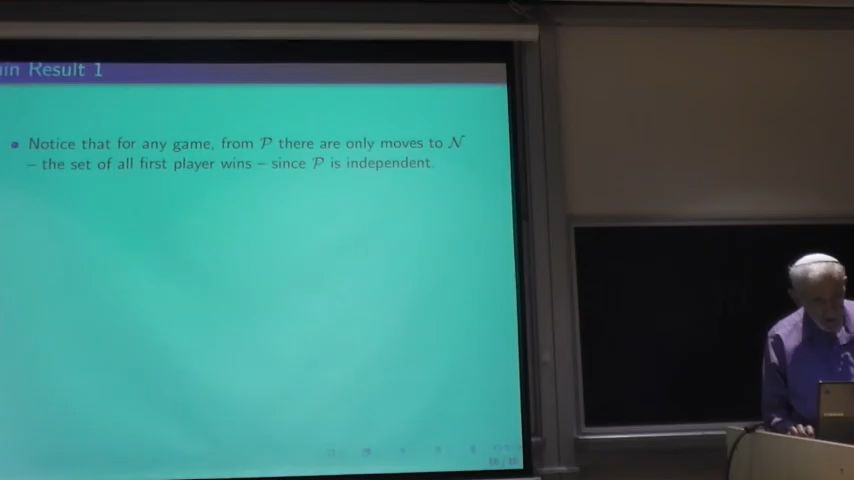 in Result 1
Notice that for any game, from P there are only moves to N
– the set of all first player wins – since P is independent.